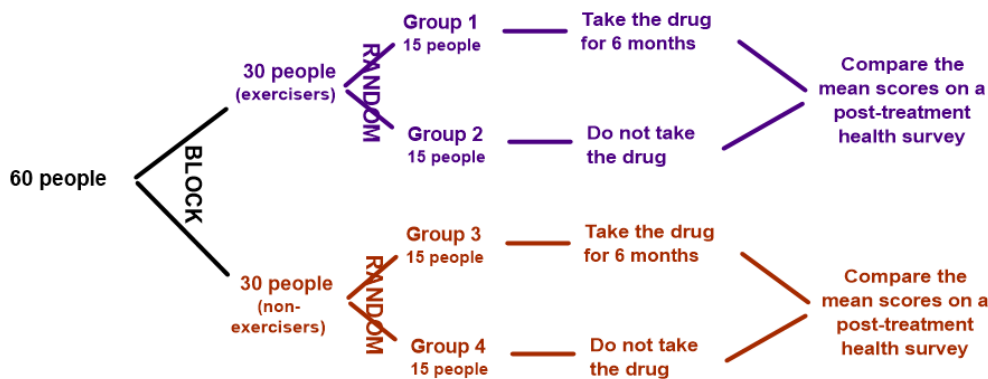 60 people
BLOCK
30 people
(exercisers)
RANDOM
Group 1
15 people
Take the drug
for 6 months
Group 2
15 people
Do not take
the drug
Compare the
mean scores on a
post-treatment
health survey
30 people
(non-
exercisers)
RANDOM
Group 3
15 people
Take the drug
for 6 months
Group 4
15 people
Do not take
the drug
Compare the
mean scores on a
post-treatment
health survey